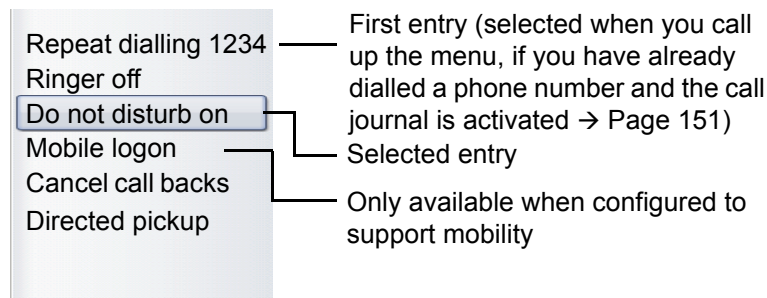 Repeat dialling 1234
Ringer off
Do not disturb on
Mobile logon
Cancel call backs
Directed pickup
First entry (selected when you call
up the menu, if you have already
dialled a phone number and the call
journal is activated → Page 151)
Selected entry
Only available when configured to
support mobility